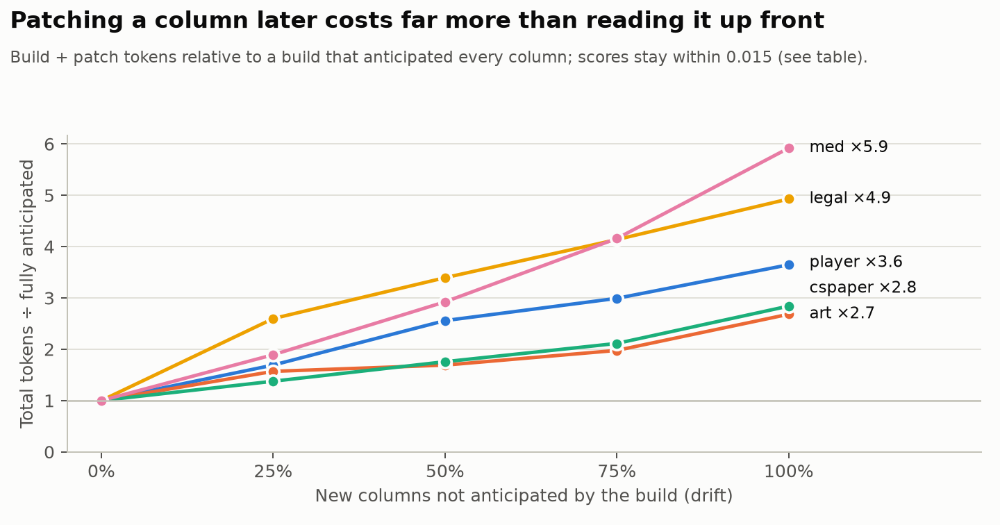 Patching a column later costs far more than reading it up front
Build + patch tokens relative to a build that anticipated every column; scores stay within 0.015 (see table).
Total tokens ÷ fully anticipated
6
5
4
3
2
1
0
med ×5.9
legal ×4.9
player ×3.6
cspaper ×2.8
art ×2.7
0%
25%
50%
75%
100%
New columns not anticipated by the build (drift)